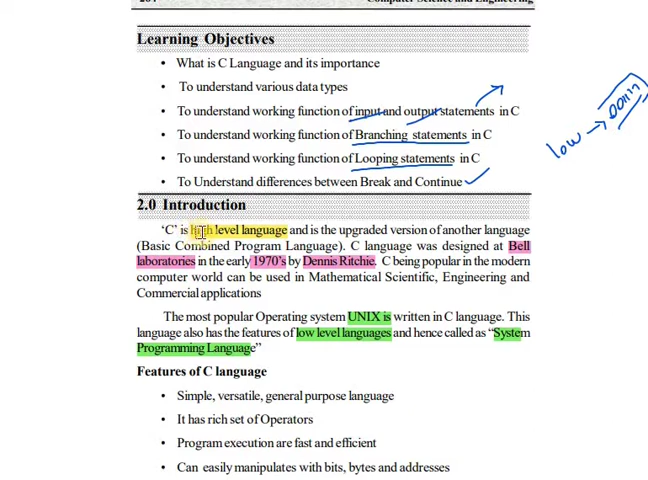 Computer Science and Engineering
Learning Objectives
• What is C Language and its importance
• To understand various data types
• To understand working function of input and output statements in C
• To understand working function of Branching statements in C
• To understand working function of Looping statements in C
• To Understand differences between Break and Continue
low →
2.0 Introduction
‘C’ is high level language and is the upgraded version of another language
(Basic Combined Program Language). C language was designed at Bell
laboratories in the early 1970’s by Dennis Ritchie. C being popular in the modern
computer world can be used in Mathematical Scientific, Engineering and
Commercial applications
The most popular Operating system UNIX is written in C language. This
language also has the features of low level languages and hence called as “System
Programming Language”
Features of C language
• Simple, versatile, general purpose language
• It has rich set of Operators
• Program execution are fast and efficient
• Can easily manipulates with bits, bytes and addresses